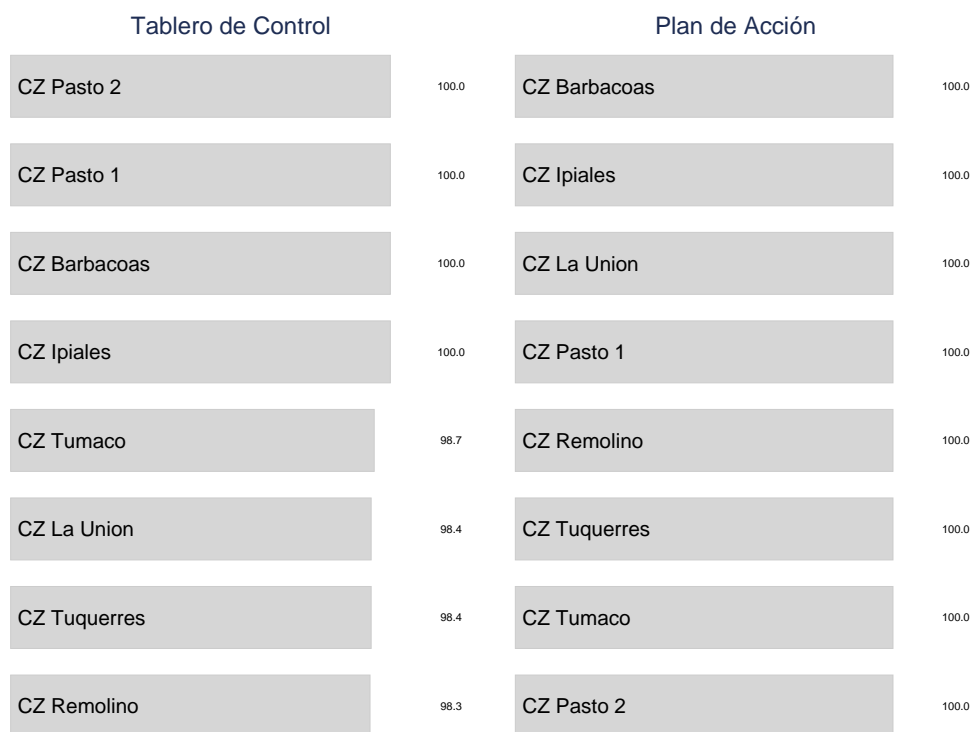 Tablero de Control
CZ Pasto 2 100.0
CZ Pasto 1 100.0
CZ Barbacoas 100.0
CZ Ipiales 100.0
CZ Tumaco 98.7
CZ La Union 98.4
CZ Tuquerres 98.4
CZ Remolino 98.3
Plan de Acción
CZ Barbacoas 100.0
CZ Ipiales 100.0
CZ La Union 100.0
CZ Pasto 1 100.0
CZ Remolino 100.0
CZ Tuquerres 100.0
CZ Tumaco 100.0
CZ Pasto 2 100.0